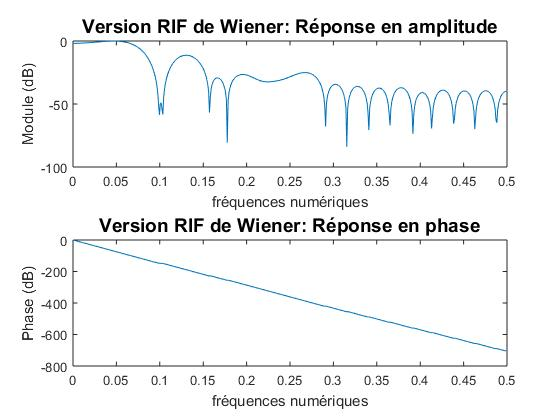 Version RIF de Wiener: Réponse en amplitude
0
-50
-100
Module (dB)
0 0.05 0.1 0.15 0.2 0.25 0.3 0.35 0.4 0.45 0.5
fréquences numériques
Version RIF de Wiener: Réponse en phase
0
-200
-400
-600
-800
Phase (dB)
0 0.05 0.1 0.15 0.2 0.25 0.3 0.35 0.4 0.45 0.5
fréquences numériques